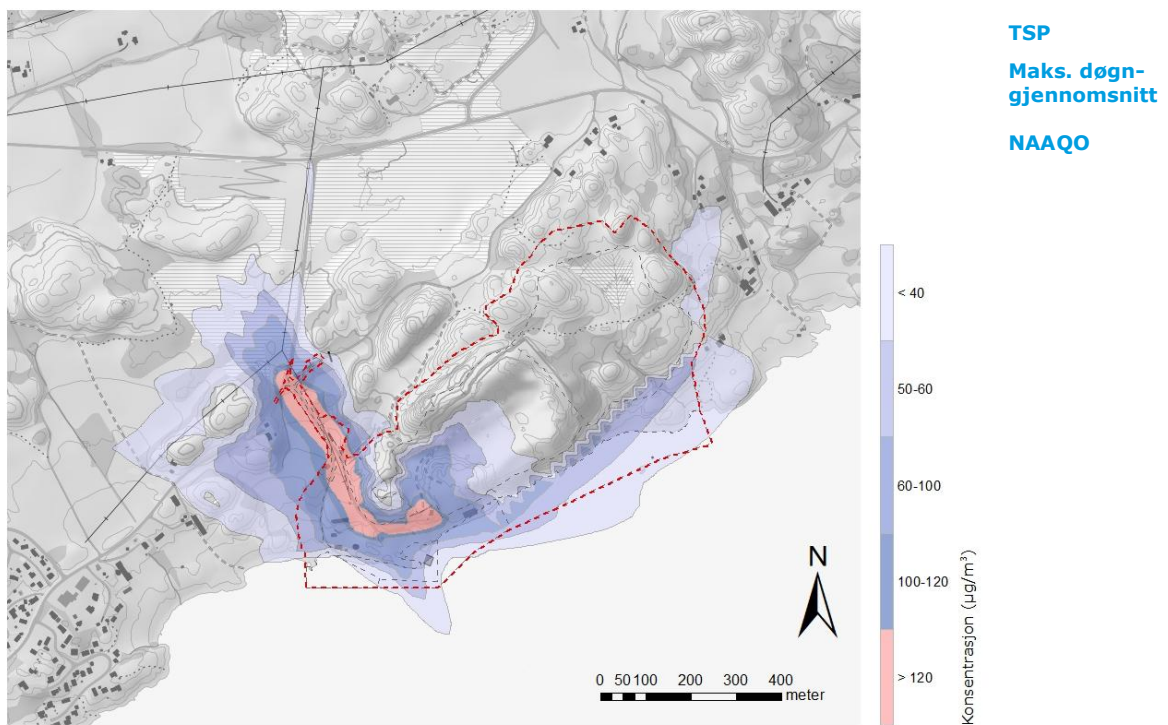 TSP
Maks. døgn-
gjennomsnitt
NAAQO
< 40
50-60
60-100
100-120
> 120
Konsentrasjon (µg/m³)
N
0 50 100 200 300 400
meter